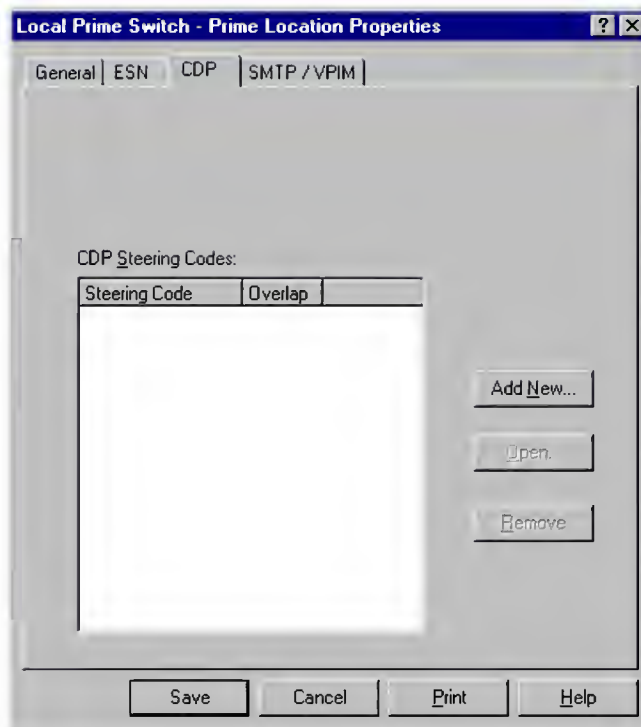 Local Prime Switch - Prime Location Properties
General ESN CDP SMTP / VPIM
CDP Steering Codes:
Steering Code Overlap
Add New...
Open.
Remove
Save Cancel Print Help